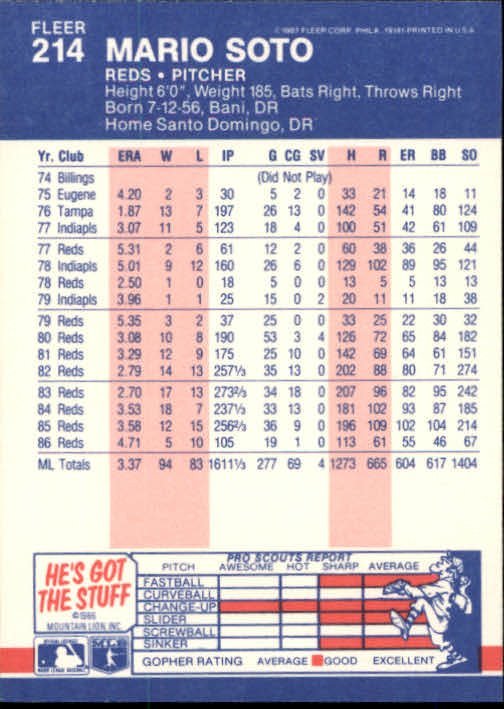 FLEER
214 MARIO SOTO
©1987 FLEER CORP. PHILA. 19141-PRINTED IN U.S.A.
REDS • PITCHER
Height 6'0", Weight 185, Bats Right, Throws Right
Born 7-12-56, Bani, DR
Home Santo Domingo, DR
Yr. Club ERA W L IP G CG SV H R ER BB SO
74 Billings (Did Not Play)
75 Eugene 4.20 2 3 30 5 2 0 33 21 14 18 11
76 Tampa 1.87 13 7 197 26 13 0 142 54 41 80 124
77 Indiapls 3.07 11 5 123 18 4 0 100 51 42 61 109
77 Reds 5.31 2 6 61 12 2 0 60 38 36 26 44
78 Indiapls 5.01 9 12 160 26 6 0 129 102 89 95 121
78 Reds 2.50 1 0 18 5 0 0 13 5 5 13 13
79 Indiapls 3.96 1 1 25 15 0 2 20 11 11 18 38
79 Reds 5.35 3 2 37 25 0 0 33 25 22 30 32
80 Reds 3.08 10 8 190 53 3 4 126 72 65 84 182
81 Reds 3.29 12 9 175 25 10 0 142 69 64 61 151
82 Reds 2.79 14 13 257⅓ 35 13 0 202 88 80 71 274
83 Reds 2.70 17 13 273⅔ 34 18 0 207 96 82 95 242
84 Reds 3.53 18 7 237⅓ 33 13 0 181 102 93 87 185
85 Reds 3.58 12 15 256⅔ 36 9 0 196 109 102 104 214
86 Reds 4.71 5 10 105 19 1 0 113 61 55 46 67
ML Totals 3.37 94 83 1611⅓ 277 69 4 1273 665 604 617 1404
HE'S GOT
THE STUFF
©1986
MOUNTAIN LION, INC.
PRO SCOUTS REPORT
PITCH AWESOME HOT SHARP AVERAGE
FASTBALL
CURVEBALL
CHANGE-UP
SLIDER
SCREWBALL
SINKER
GOPHER RATING AVERAGE GOOD EXCELLENT